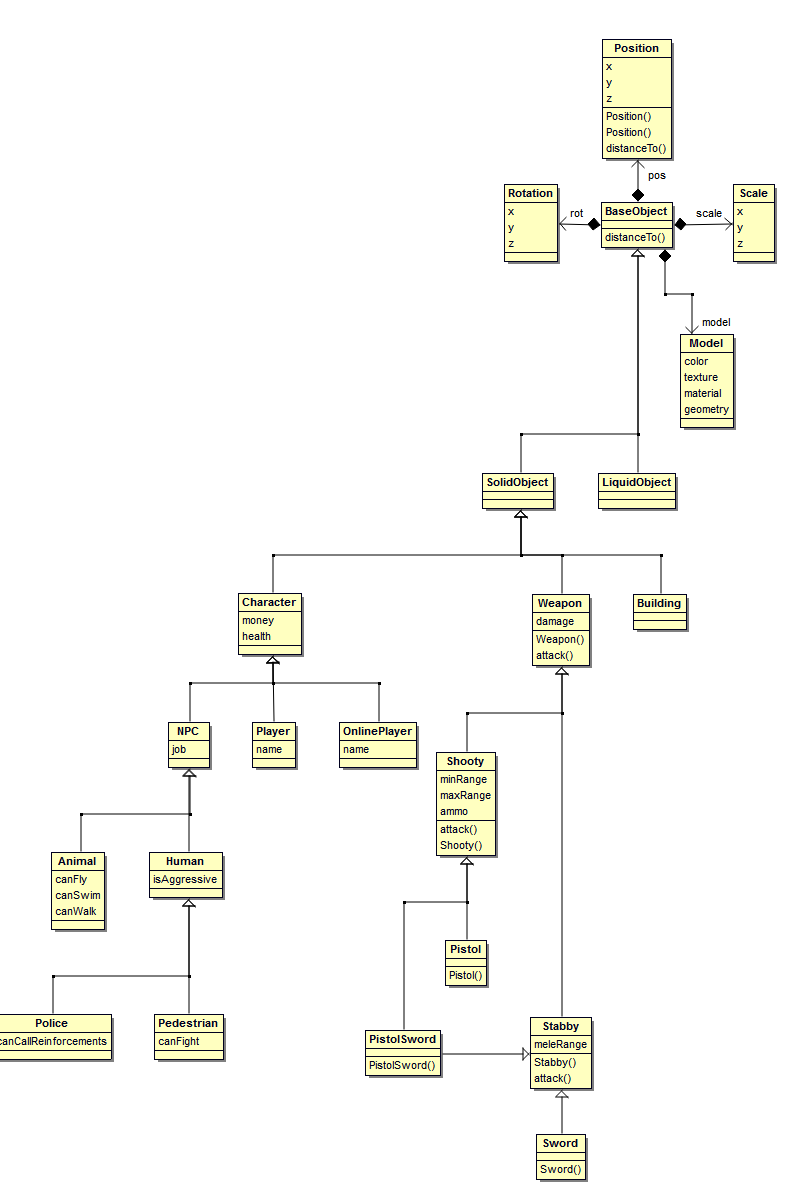 Position
x
y
z
Position()
Position()
distanceTo()
pos
Rotation
x
y
z
rot
BaseObject
distanceTo()
scale
Scale
x
y
z
model
Model
color
texture
material
geometry
SolidObject
LiquidObject
Character
money
health
Weapon
damage
Weapon()
attack()
Building
NPC
job
Player
name
OnlinePlayer
name
Shooty
minRange
maxRange
ammo
attack()
Shooty()
Animal
canFly
canSwim
canWalk
Human
isAggressive
Pistol
Pistol()
Police
canCallReinforcements
Pedestrian
canFight
PistolSword
PistolSword()
Stabby
meleRange
Stabby()
attack()
Sword
Sword()